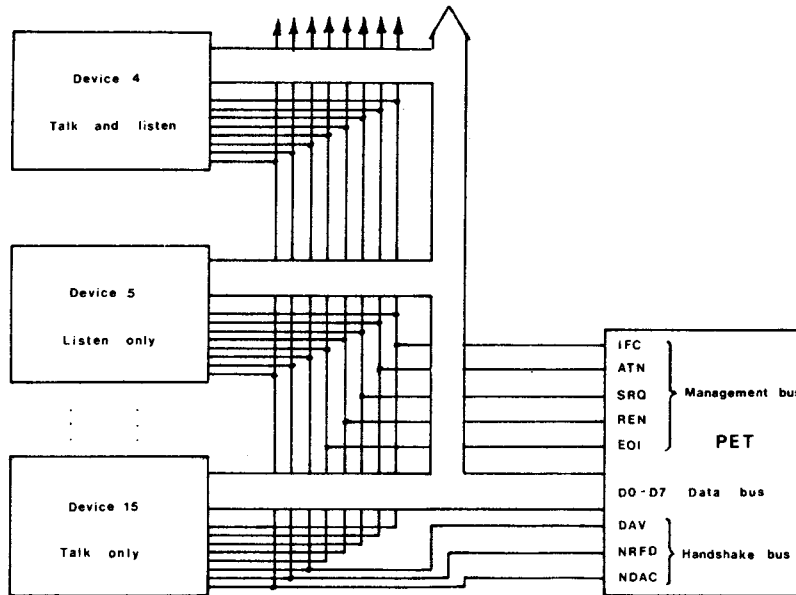 Device 4
Talk and listen
Device 5
Listen only
Device 15
Talk only
IFC
ATN
SRQ
REN
EOI
Management bus
PET
D0-D7 Data bus
DAV
NRFD
NDAC
Handshake bus